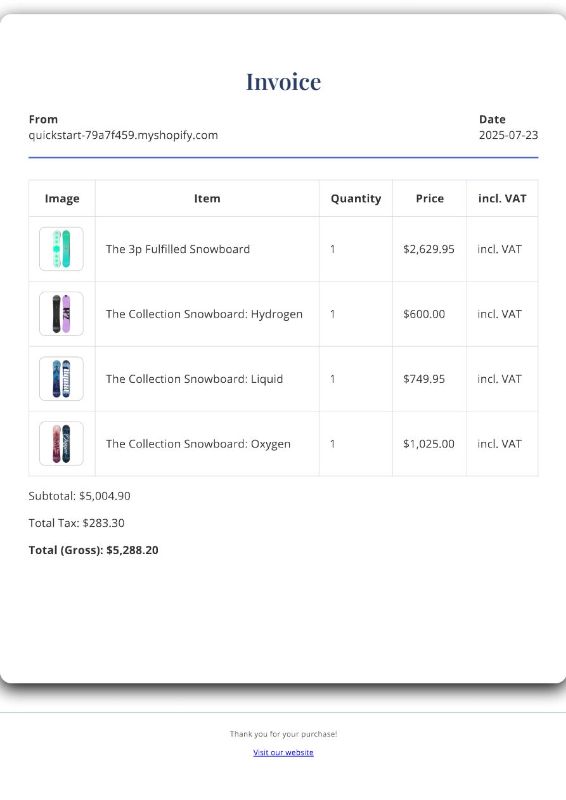 Invoice
From
quickstart-79a7f459.myshopify.com
Date
2025-07-23
Image Item Quantity Price incl. VAT
The 3p Fulfilled Snowboard 1 $2,629.95 incl. VAT
The Collection Snowboard: Hydrogen 1 $600.00 incl. VAT
The Collection Snowboard: Liquid 1 $749.95 incl. VAT
The Collection Snowboard: Oxygen 1 $1,025.00 incl. VAT
Subtotal: $5,004.90
Total Tax: $283.30
Total (Gross): $5,288.20
Thank you for your purchase!
Visit our website